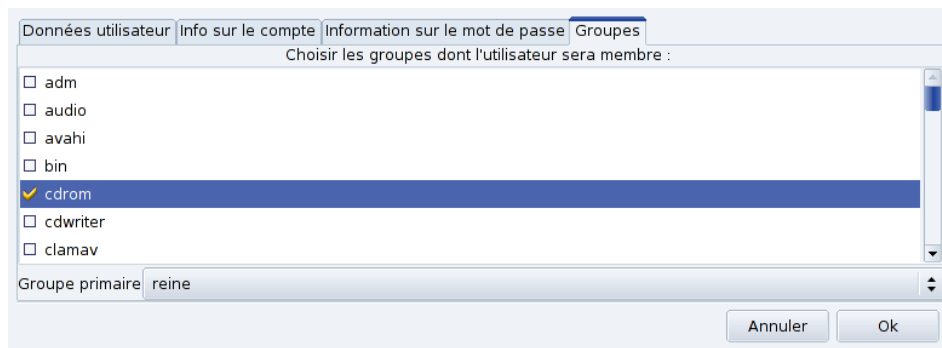 Données utilisateur Info sur le compte Information sur le mot de passe Groupes
Choisir les groupes dont l'utilisateur sera membre :
adm
audio
avahi
bin
cdrom
cdwriter
clamav
Groupe primaire reine
Annuler Ok